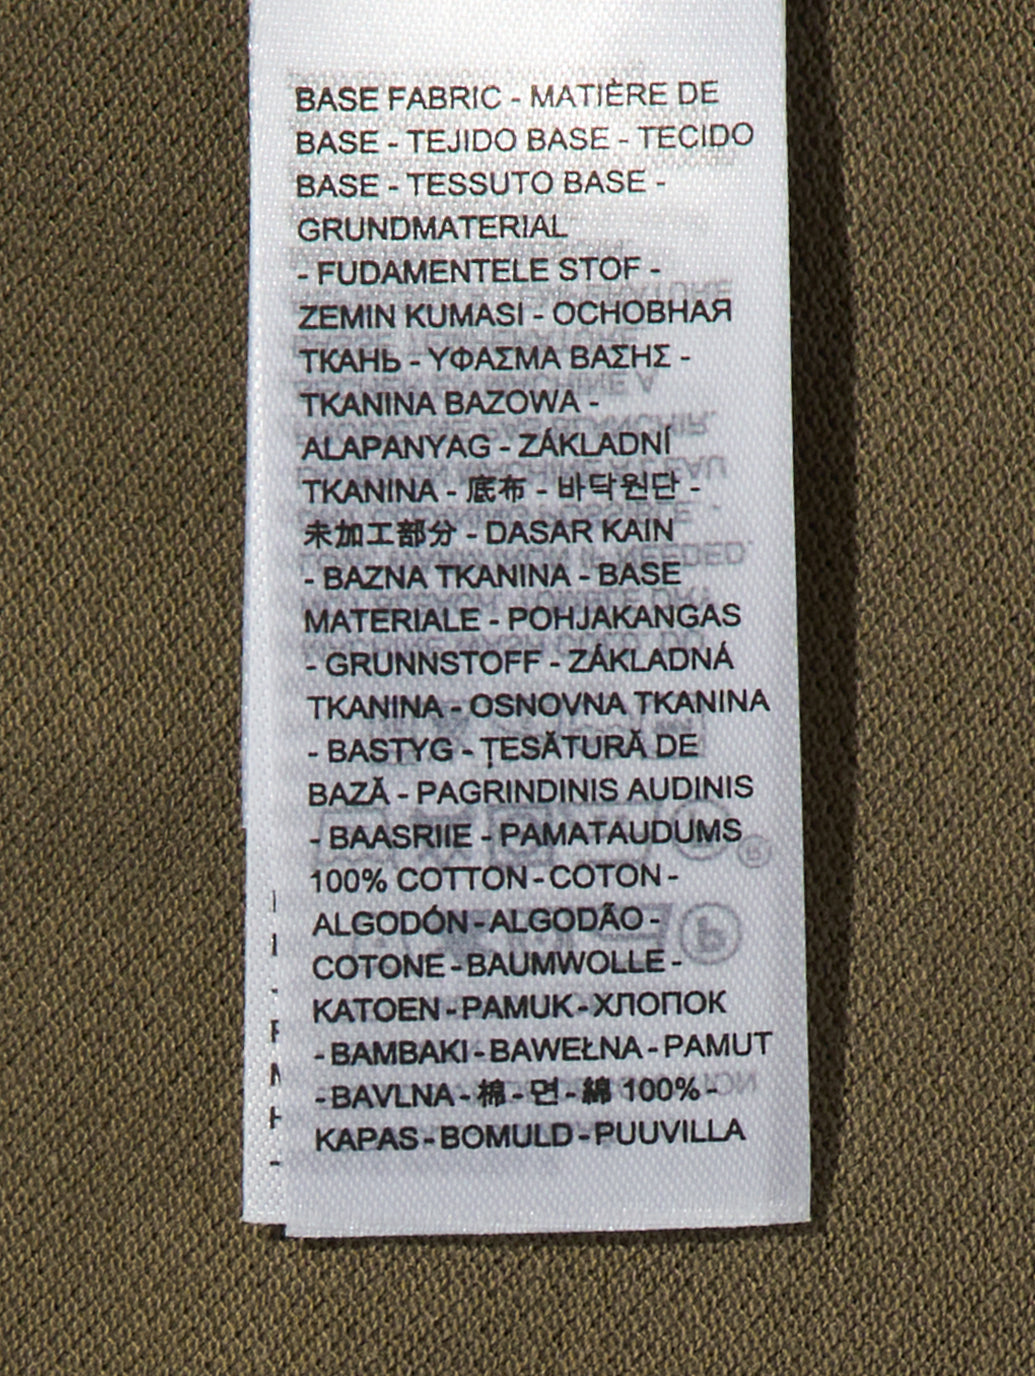 BASE FABRIC - MATIÈRE DE
BASE - TEJIDO BASE - TECIDO
BASE - TESSUTO BASE -
GRUNDMATERIAL
- FUDAMENTELE STOF -
ZEMIN KUMASI - ОСНОВНАЯ
ТКАНЬ - ΥΦΑΣΜΑ ΒΑΣΗΣ -
TKANINA BAZOWA -
ALAPANYAG - ZÁKLADNÍ
TKANINA - 底布 - 바닥원단 -
未加工部分 - DASAR KAIN
- BAZNA TKANINA - BASE
MATERIALE - POHJAKANGAS
- GRUNNSTOFF - ZÁKLADNÁ
TKANINA - OSNOVNA TKANINA
- BASTYG - ȚESĂTURĂ DE
BAZĂ - PAGRINDINIS AUDINIS
- BAASRIIE - PAMATAUDUMS
100% COTTON - COTON -
ALGODÓN - ALGODÃO -
COTONE - BAUMWOLLE -
KATOEN - PAMUK - ХЛОПОК
- BAMBAKI - BAWEŁNA - PAMUT
- BAVLNA - 棉 - 면 - 綿 100% -
KAPAS - BOMULD - PUUVILLA